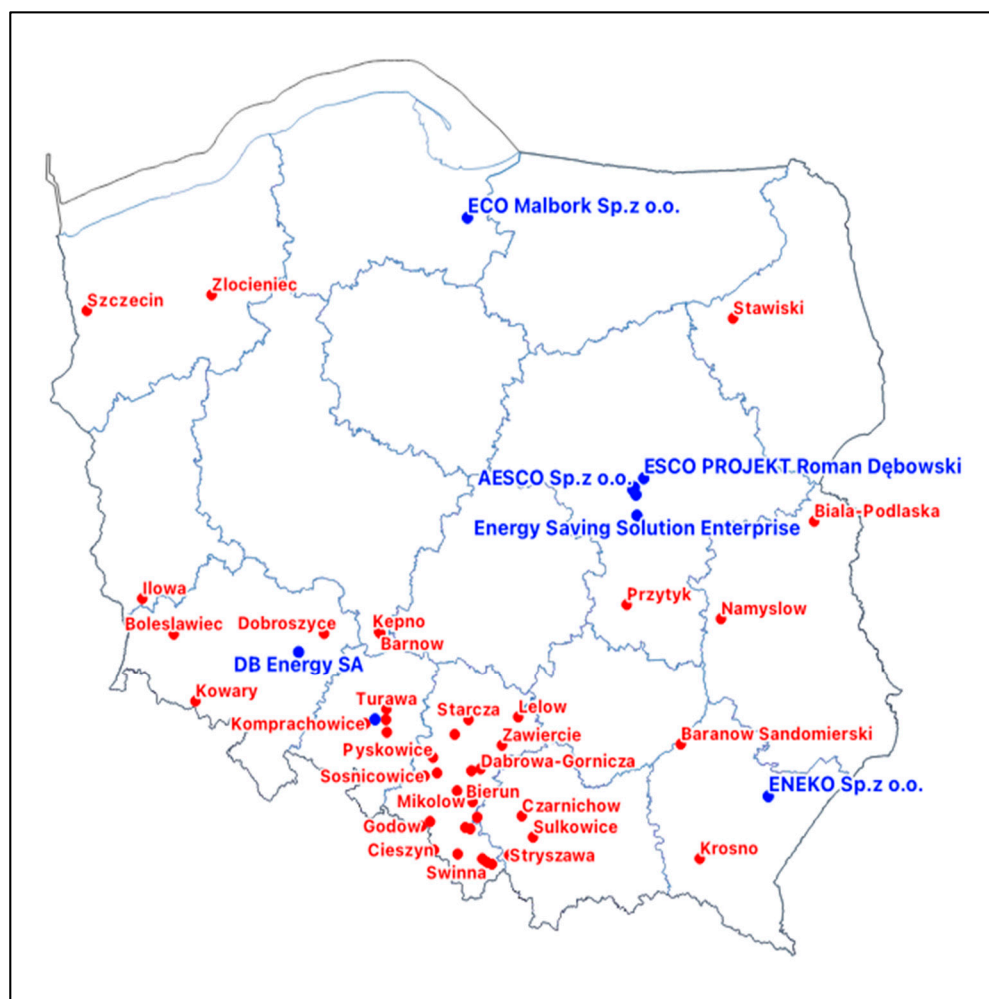 ECO Malbork Sp.z o.o.
Zlocieniec
Szczecin
Stawiski
ESCO PROJEKT Roman Dębowski
AESCO Sp.z o.o.
Biala-Podlaska
Energy Saving Solution Enterprise
Ilowa
Przytyk
Namyslow
Boleslawiec
Dobroszyce
Kepno
Barnow
DB Energy SA
Kowary
Turawa
Lelow
Starcza
Komprachowice
Zawiercie
Baranow Sandomierski
Pyskowice
Dabrowa-Gornicza
Sosnicowice
ENEKO Sp.z o.o.
Bierun
Mikolow
Czarnichow
Godow
Sulkowice
Cieszyn
Stryszawa
Krosno
Swinna